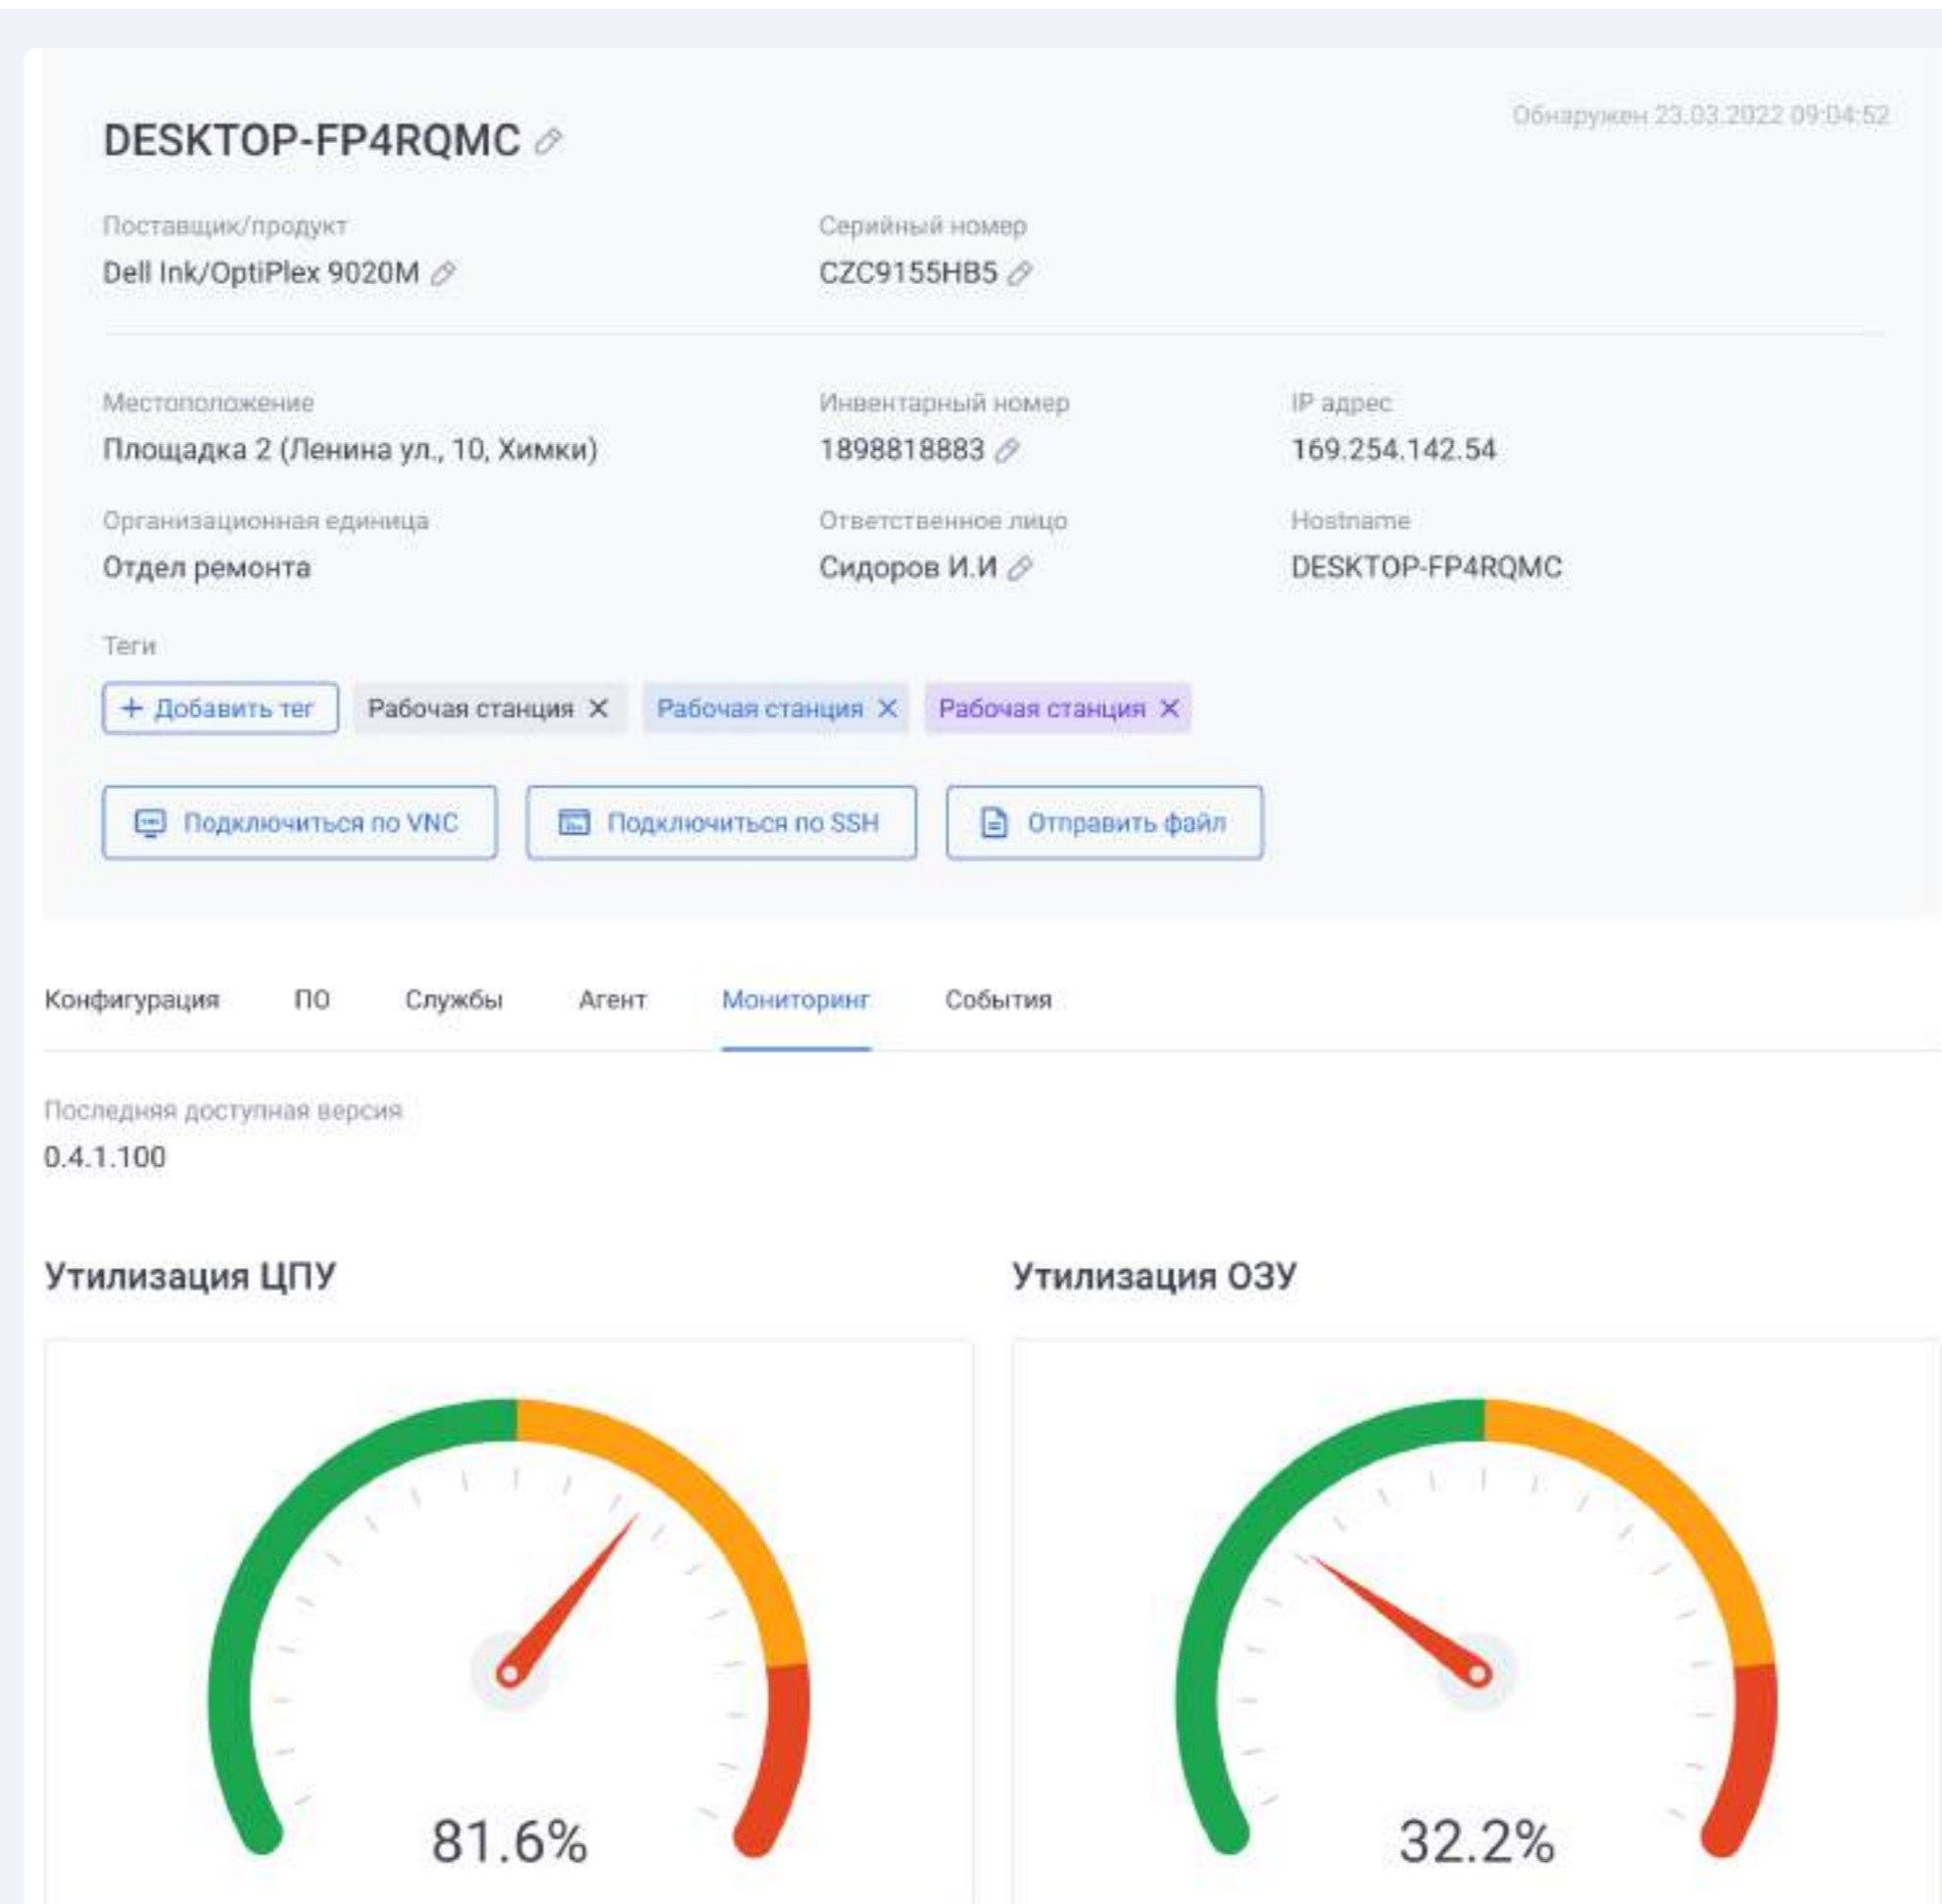 Обнаружен 23.03.2022 09:04:52
DESKTOP-FP4RQMC
Поставщик/продукт
Серийный номер
Dell Ink/OptiPlex 9020M
CZC9155HB5
Местоположение
Инвентарный номер
IP адрес
Площадка 2 (Ленина ул., 10, Химки)
1898818883
169.254.142.54
Организационная единица
Ответственное лицо
Hostname
Отдел ремонта
Сидоров И.И
DESKTOP-FP4RQMC
Теги
+ Добавить тег
Рабочая станция
Рабочая станция
Рабочая станция
Подключиться по VNC
Подключиться по SSH
Отправить файл
Конфигурация
ПО
Службы
Агент
Мониторинг
События
Последняя доступная версия
0.4.1.100
Утилизация ЦПУ
Утилизация ОЗУ
81.6%
32.2%